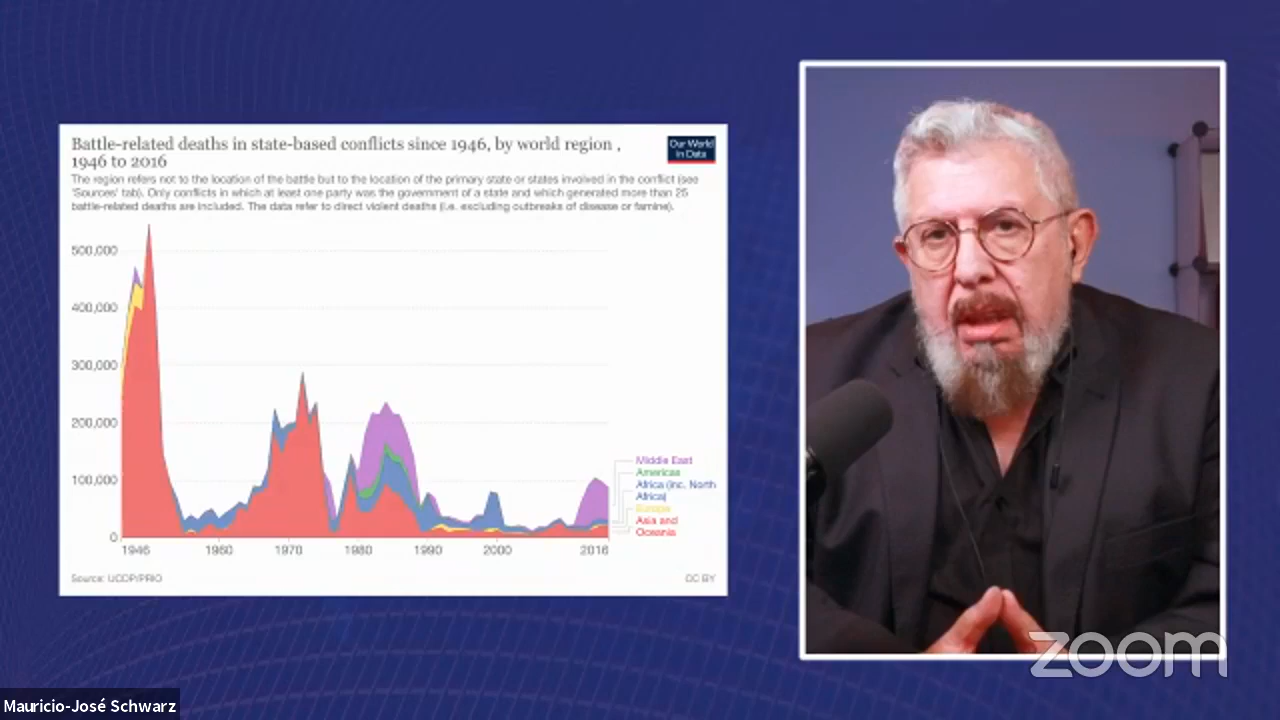 Battle-related deaths in state-based conflicts since 1946, by world region ,
1946 to 2016
Our World
in Data
The region refers not to the location of the battle but to the location of the primary state or states involved in the conflict (see
'Sources' tab). Only conflicts in which at least one party was the government of a state and which generated more than 25
battle-related deaths are included. The data refer to direct violent deaths (i.e. excluding outbreaks of disease or famine).
500,000
400,000
300,000
200,000
100,000
0
1946
1960
1970
1980
1990
2000
2016
Middle East
Americas
Africa (inc. North
Africa)
Europe
Asia and
Oceania
Source: UCDP/PRIO
CC BY
zoom
Mauricio-José Schwarz